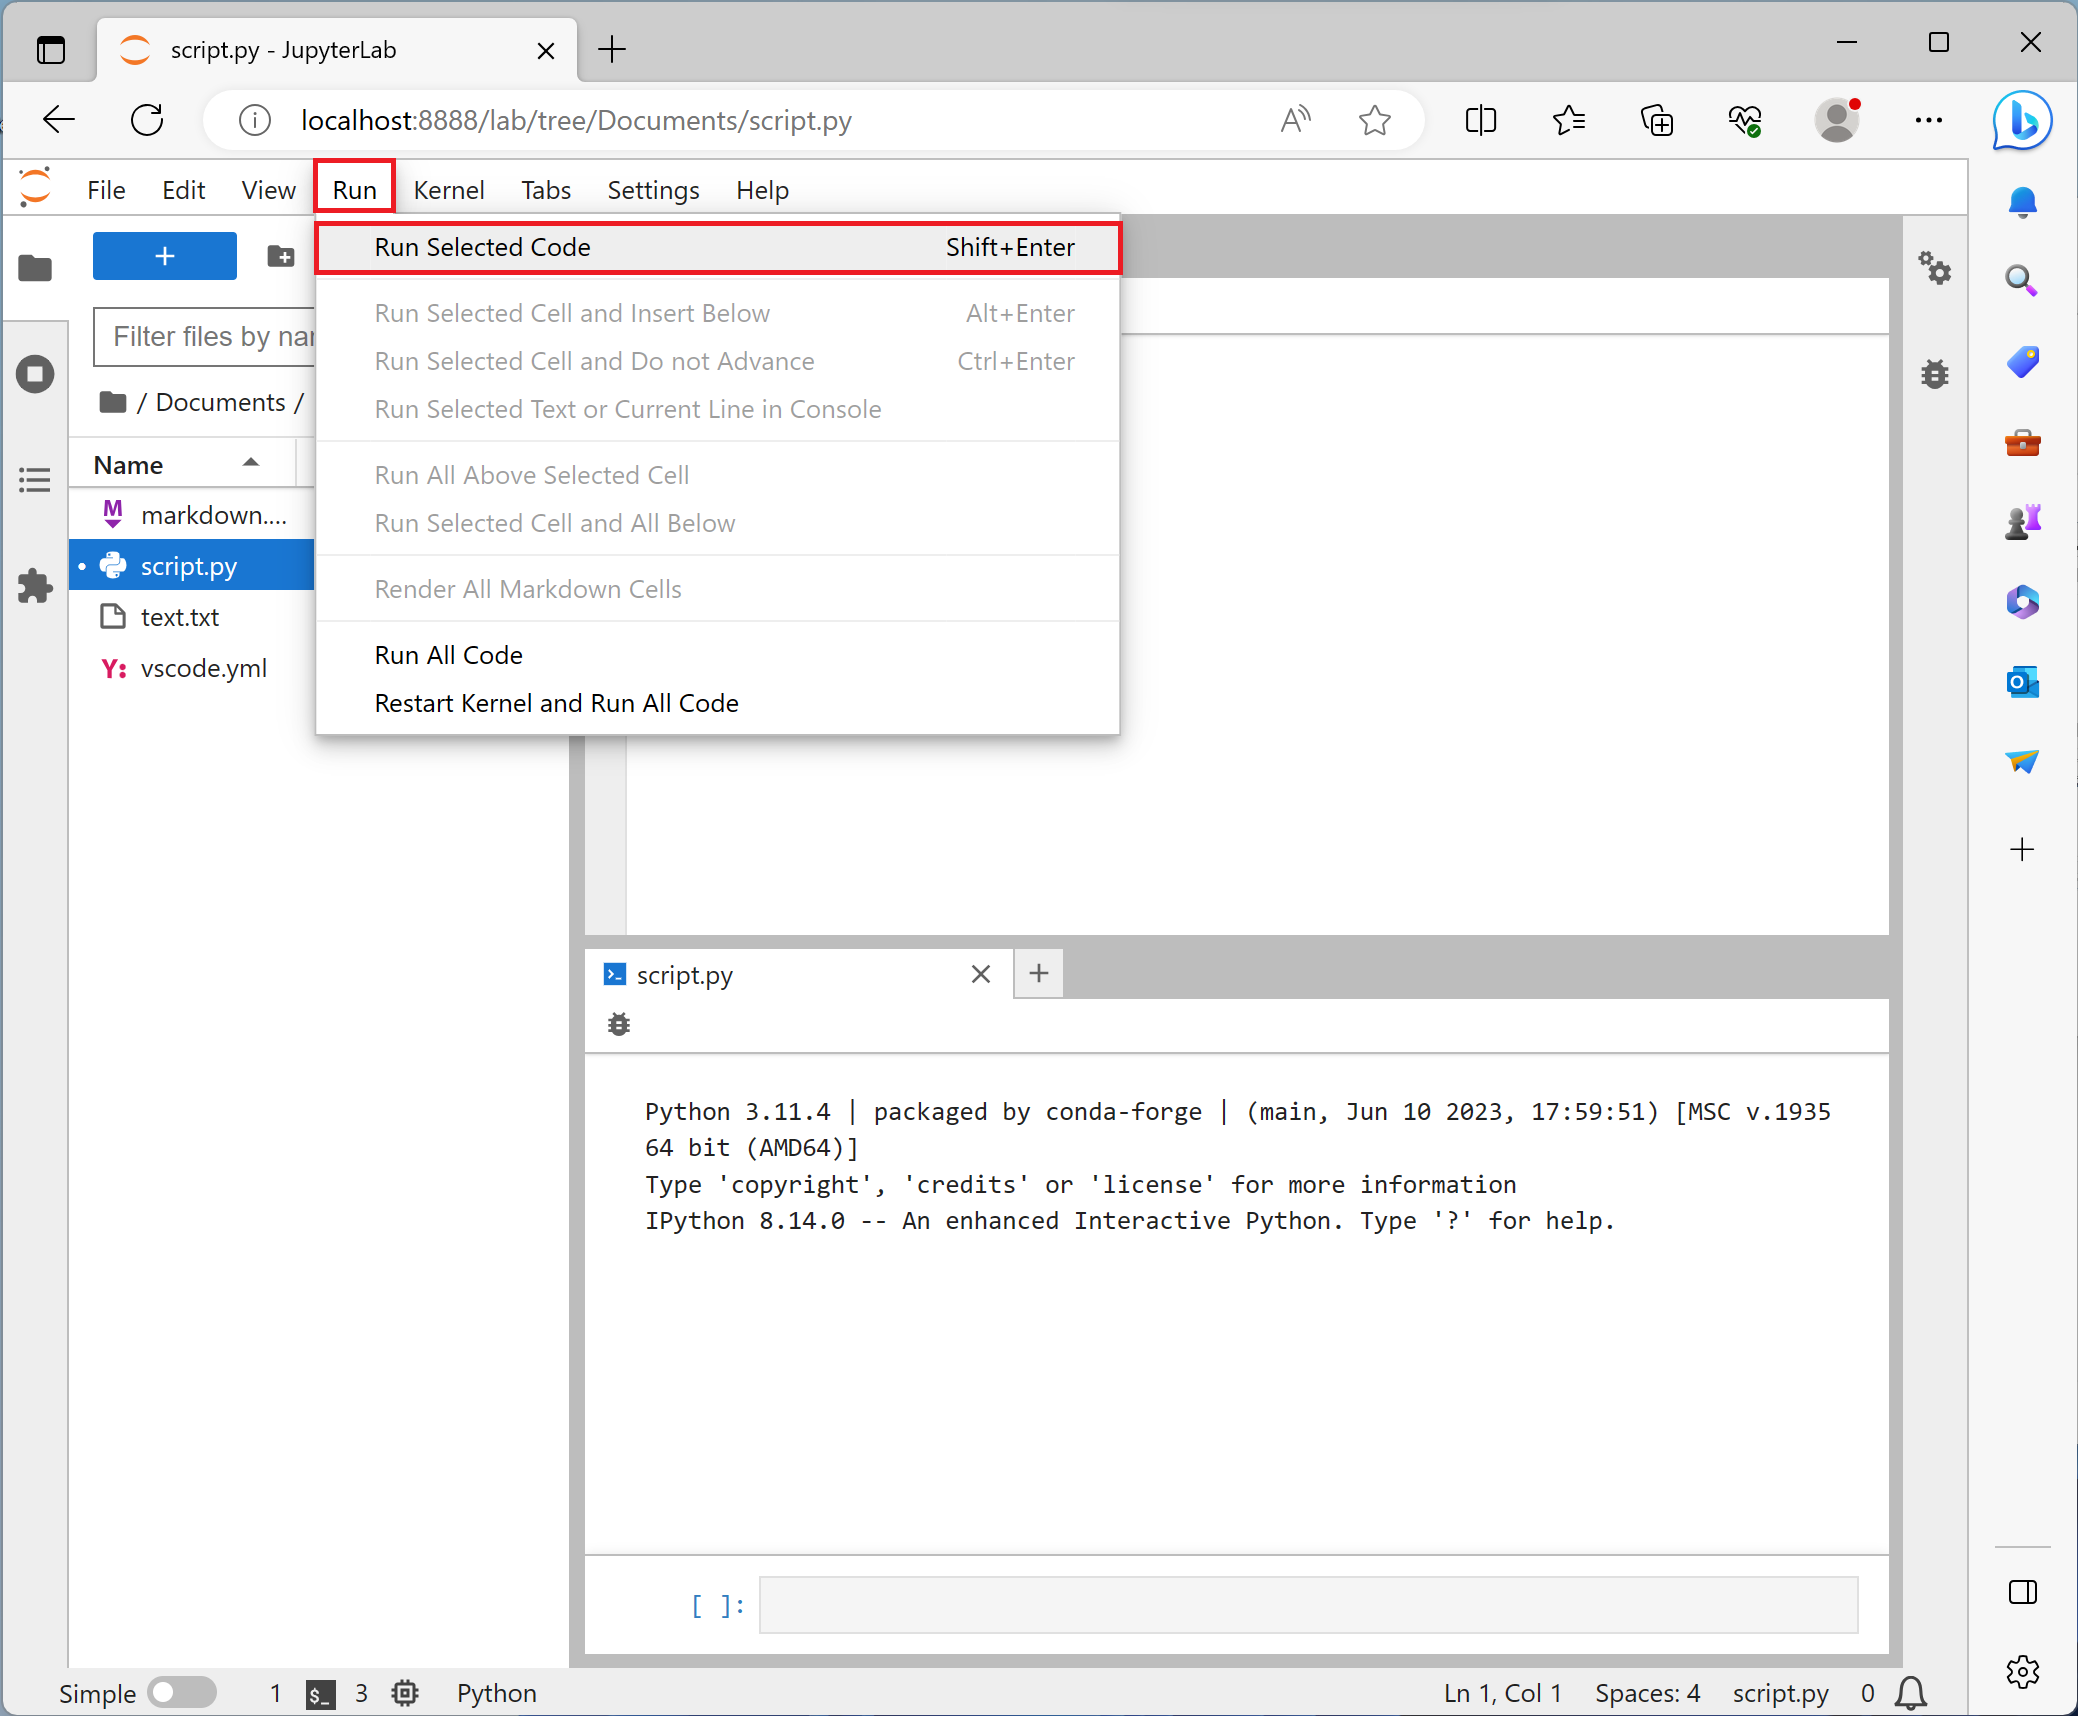 script.py - JupyterLab
localhost:8888/lab/tree/Documents/script.py
File Edit View Run Kernel Tabs Settings Help
Run Selected Code Shift+Enter
Run Selected Cell and Insert Below Alt+Enter
Run Selected Cell and Do not Advance Ctrl+Enter
Run Selected Text or Current Line in Console
Run All Above Selected Cell
Run Selected Cell and All Below
Render All Markdown Cells
Run All Code
Restart Kernel and Run All Code
Filter files by nar
/ Documents /
Name
markdown....
script.py
text.txt
vscode.yml
script.py
Python 3.11.4 | packaged by conda-forge | (main, Jun 10 2023, 17:59:51) [MSC v.1935
64 bit (AMD64)]
Type 'copyright', 'credits' or 'license' for more information
IPython 8.14.0 -- An enhanced Interactive Python. Type '?' for help.
[ ]:
Simple 1 $_ 3 Python Ln 1, Col 1 Spaces: 4 script.py 0